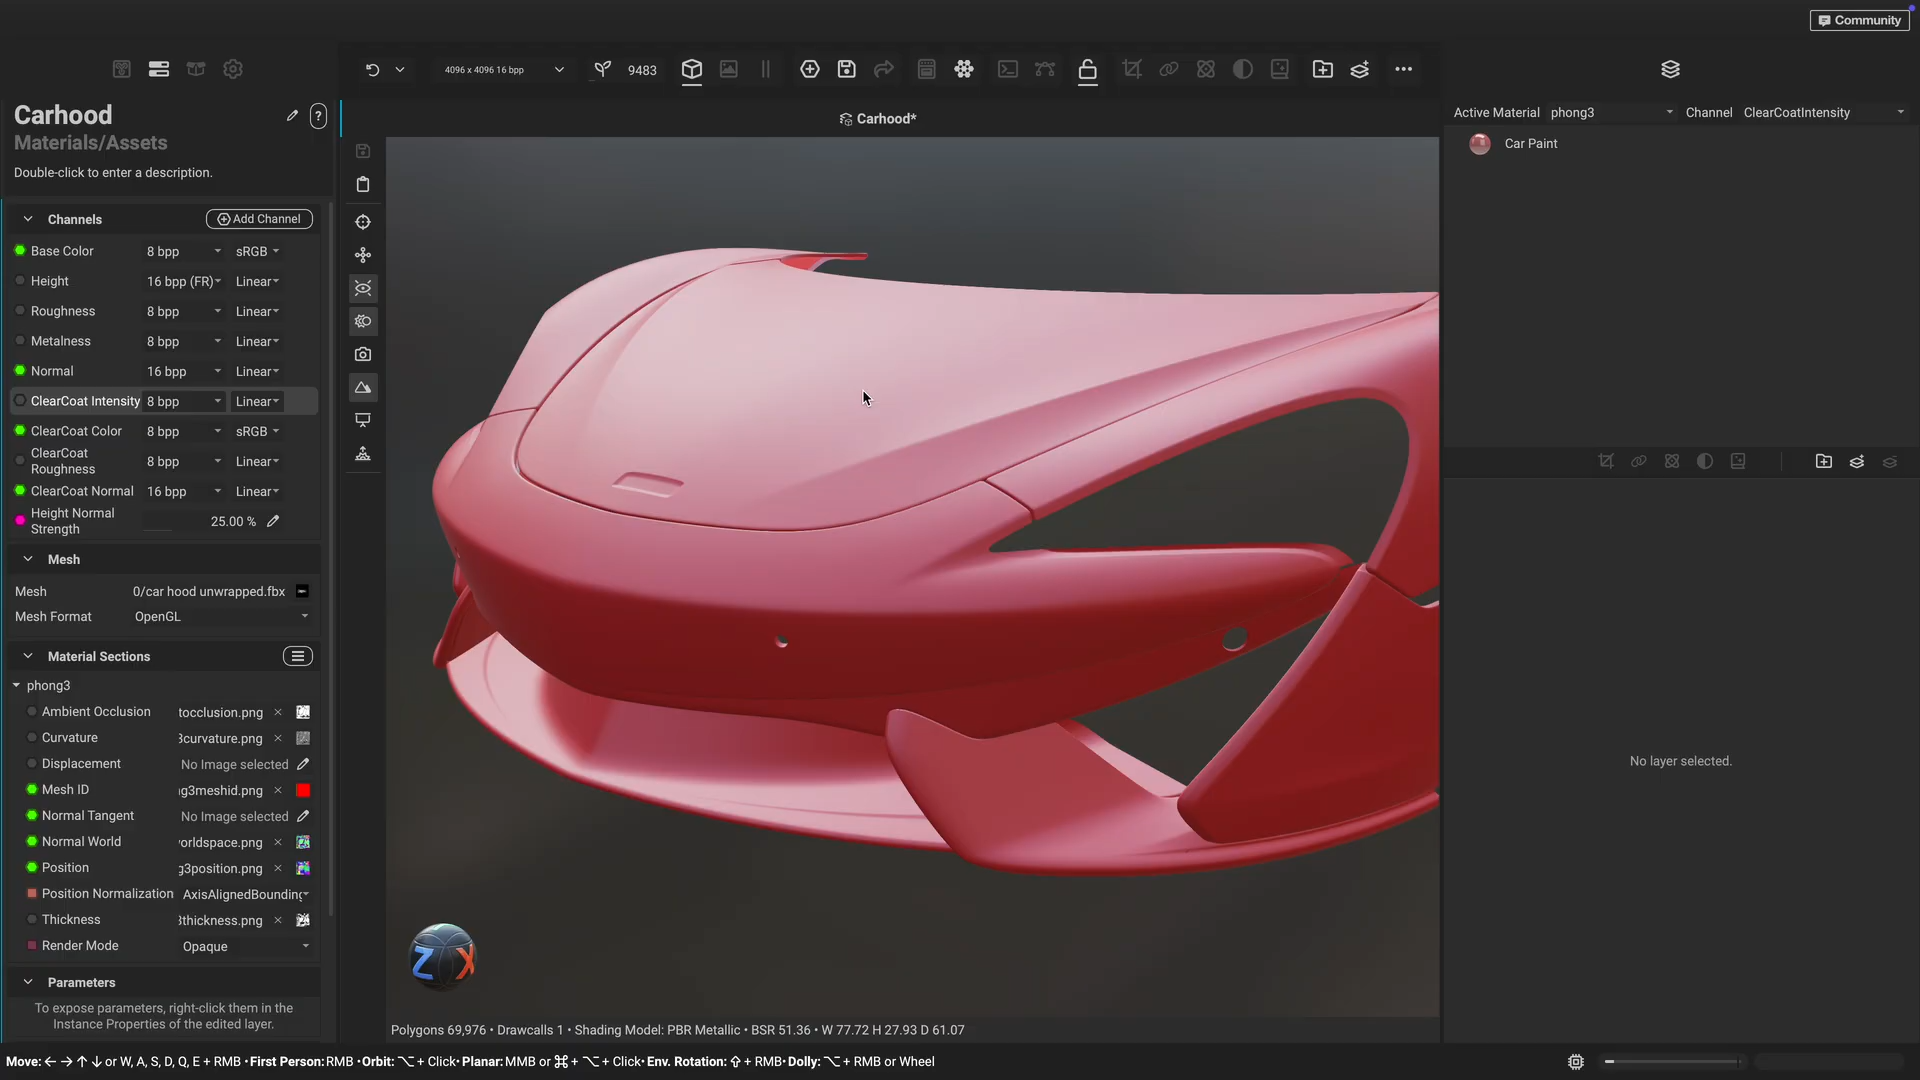 Community
4096 x 4096 16 bpp
9483
Carhood
Materials/Assets
Double-click to enter a description.
?
Carhood*
Active Material phong3 Channel ClearCoatIntensity
Car Paint
Channels
Add Channel
Base Color 8 bpp sRGB
Height 16 bpp (FR) Linear
Roughness 8 bpp Linear
Metalness 8 bpp Linear
Normal 16 bpp Linear
ClearCoat Intensity 8 bpp Linear
ClearCoat Color 8 bpp sRGB
ClearCoat
Roughness 8 bpp Linear
ClearCoat Normal 16 bpp Linear
Height Normal
Strength 25.00 %
Mesh
Mesh 0/car hood unwrapped.fbx
Mesh Format OpenGL
Material Sections
phong3
Ambient Occlusion tocclusion.png
Curvature 3curvature.png
Displacement No Image selected
Mesh ID ıg3meshid.png
Normal Tangent No Image selected
Normal World orldspace.png
Position g3position.png
Position Normalization AxisAlignedBounding
Thickness 3thickness.png
Render Mode Opaque
Parameters
To expose parameters, right-click them in the
Instance Properties of the edited layer.
No layer selected.
Z X
Polygons 69,976 • Drawcalls 1 • Shading Model: PBR Metallic • BSR 51.36 • W 77.72 H 27.93 D 61.07
Move: ← → ↑ ↓ or W, A, S, D, Q, E + RMB • First Person: RMB • Orbit: ⌥ + Click • Planar: MMB or ⌘ + ⌥ + Click • Env. Rotation: ⇧ + RMB • Dolly: ⌥ + RMB or Wheel